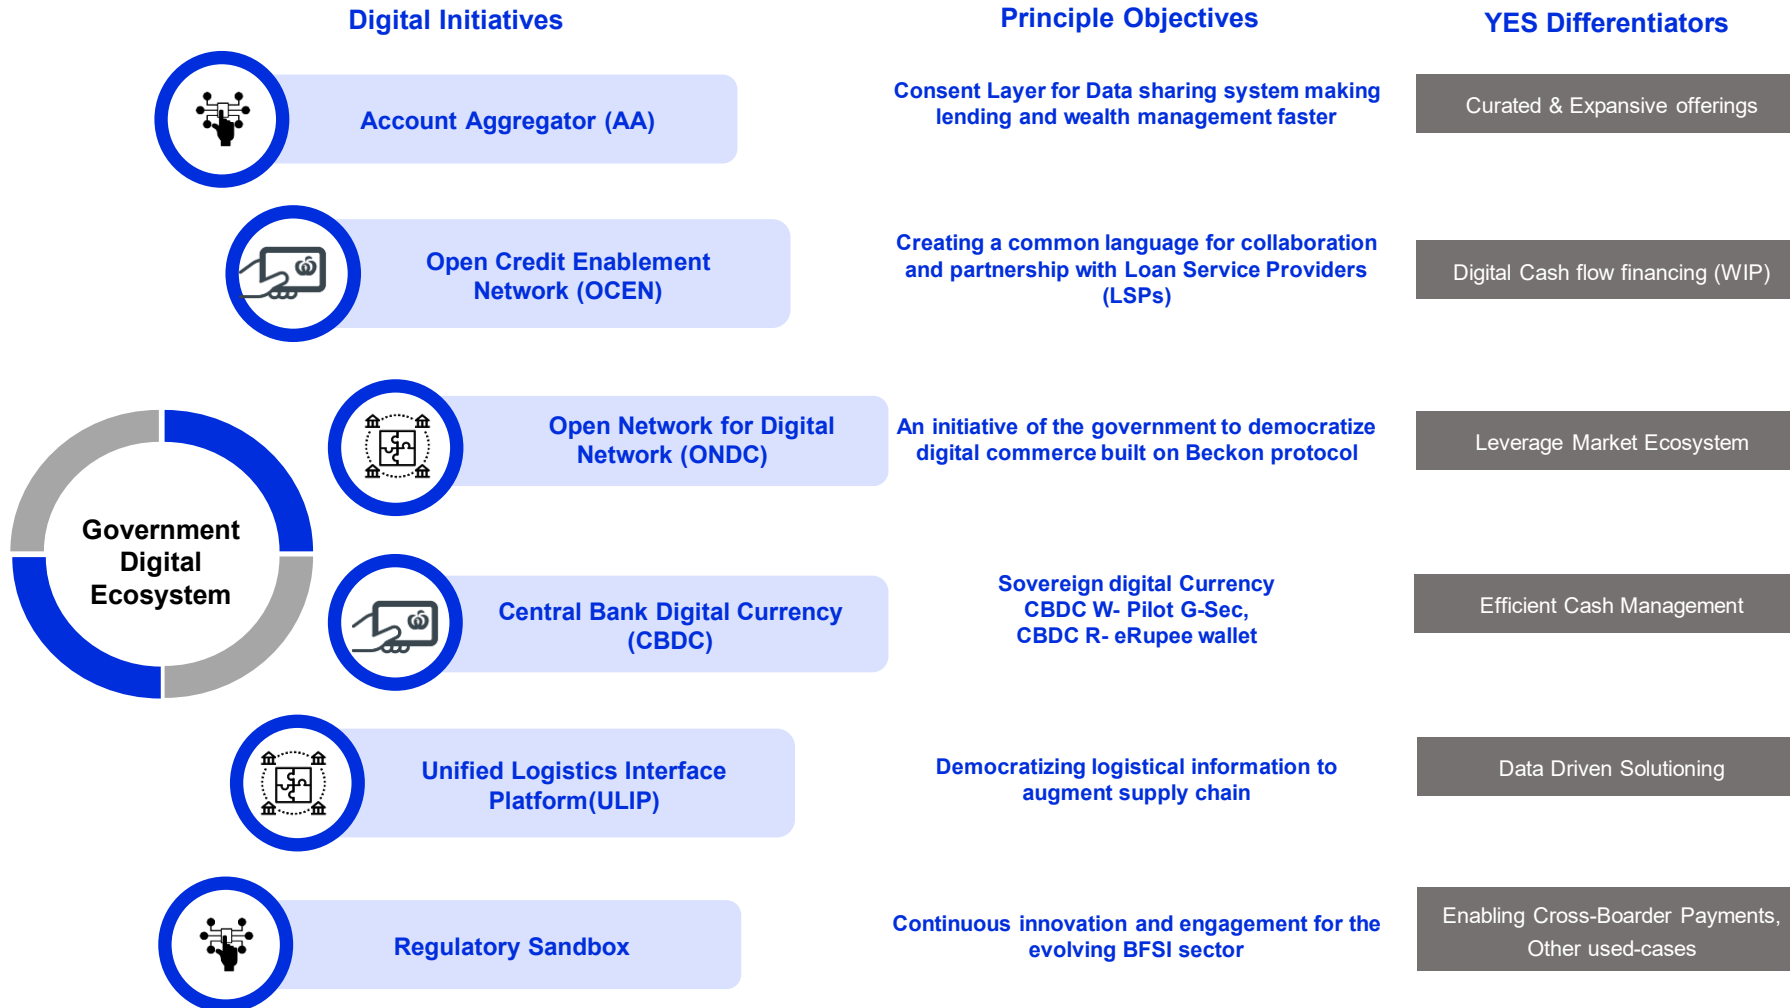 Digital Initiatives
Principle Objectives
YES Differentiators
Account Aggregator (AA)
Consent Layer for Data sharing system making
lending and wealth management faster
Curated & Expansive offerings
Open Credit Enablement
Network (OCEN)
Creating a common language for collaboration
and partnership with Loan Service Providers
(LSPs)
Digital Cash flow financing (WIP)
Open Network for Digital
Network (ONDC)
An initiative of the government to democratize
digital commerce built on Beckon protocol
Leverage Market Ecosystem
Government
Digital
Ecosystem
Central Bank Digital Currency
(CBDC)
Sovereign digital Currency
CBDC W- Pilot G-Sec,
CBDC R- eRupee wallet
Efficient Cash Management
Unified Logistics Interface
Platform(ULIP)
Democratizing logistical information to
augment supply chain
Data Driven Solutioning
Regulatory Sandbox
Continuous innovation and engagement for the
evolving BFSI sector
Enabling Cross-Boarder Payments,
Other used-cases